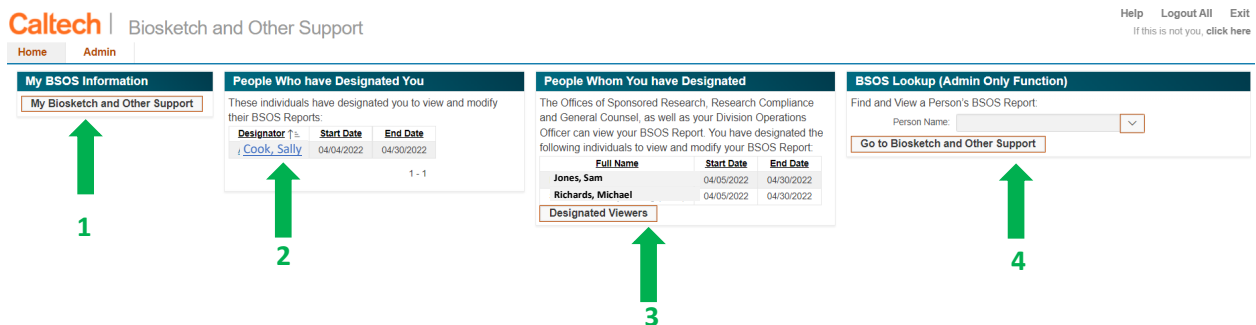 Caltech | Biosketch and Other Support
Help Logout All Exit
If this is not you, click here
Home Admin
My BSOS Information
My Biosketch and Other Support
1
People Who have Designated You
These individuals have designated you to view and modify
their BSOS Reports:
Designator Start Date End Date
Cook, Sally 04/04/2022 04/30/2022
1 - 1
2
People Whom You have Designated
The Offices of Sponsored Research, Research Compliance
and General Counsel, as well as your Division Operations
Officer can view your BSOS Report. You have designated the
following individuals to view and modify your BSOS Report:
Full Name Start Date End Date
Jones, Sam 04/05/2022 04/30/2022
Richards, Michael 04/05/2022 04/30/2022
Designated Viewers
3
BSOS Lookup (Admin Only Function)
Find and View a Person's BSOS Report:
Person Name:
Go to Biosketch and Other Support
4